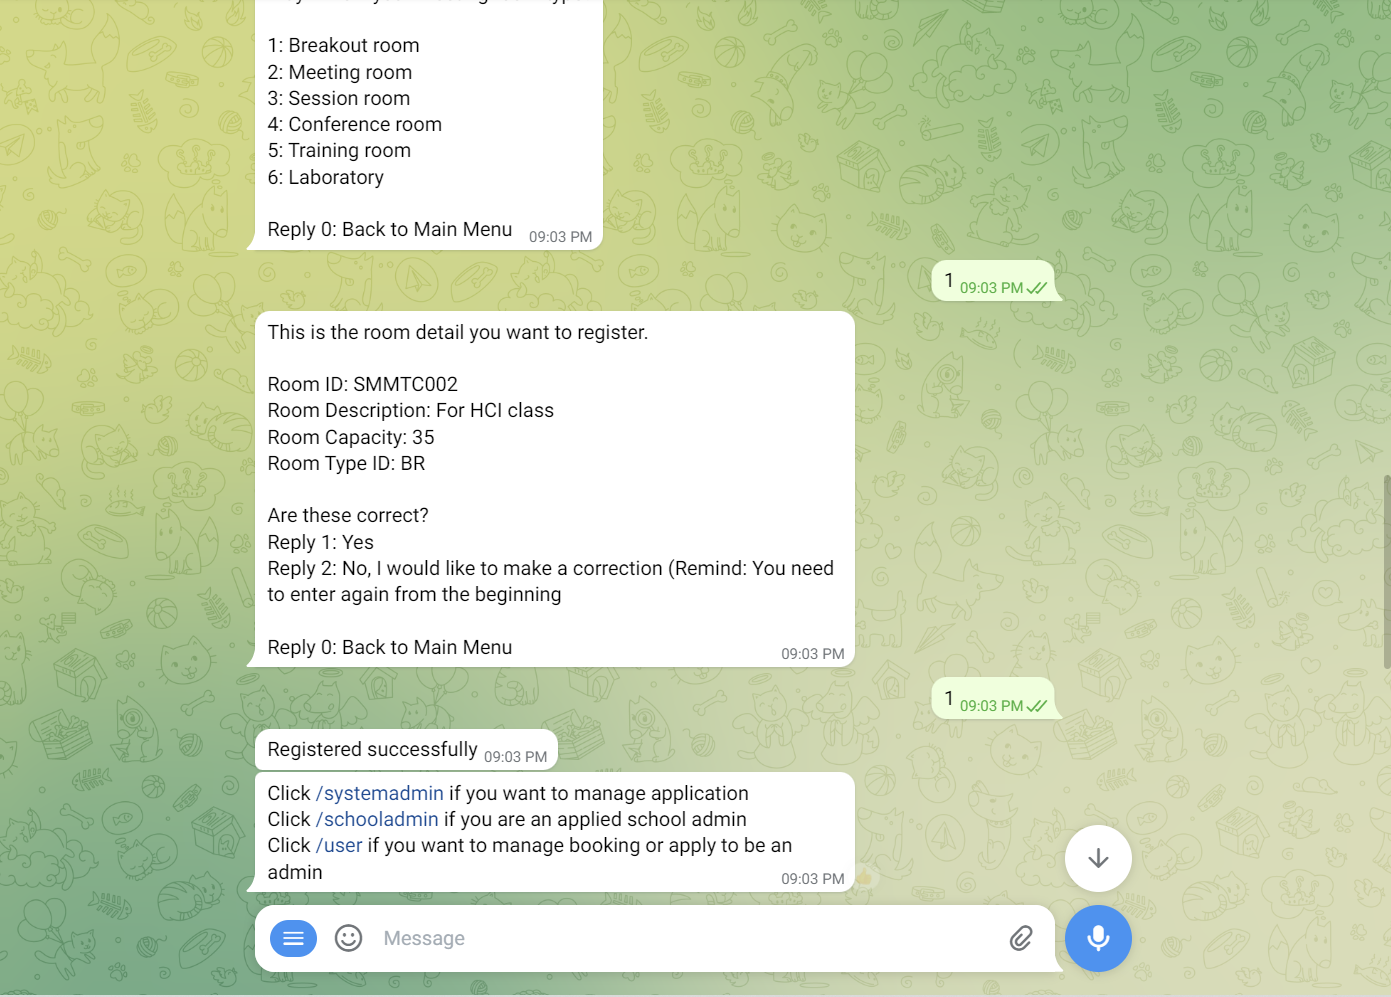 1: Breakout room
2: Meeting room
3: Session room
4: Conference room
5: Training room
6: Laboratory
Reply 0: Back to Main Menu 09:03 PM
1 09:03 PM
This is the room detail you want to register.
Room ID: SMMTC002
Room Description: For HCI class
Room Capacity: 35
Room Type ID: BR
Are these correct?
Reply 1: Yes
Reply 2: No, I would like to make a correction (Remind: You need
to enter again from the beginning
Reply 0: Back to Main Menu 09:03 PM
1 09:03 PM
Registered successfully 09:03 PM
Click /systemadmin if you want to manage application
Click /schooladmin if you are an applied school admin
Click /user if you want to manage booking or apply to be an
admin 09:03 PM
Message